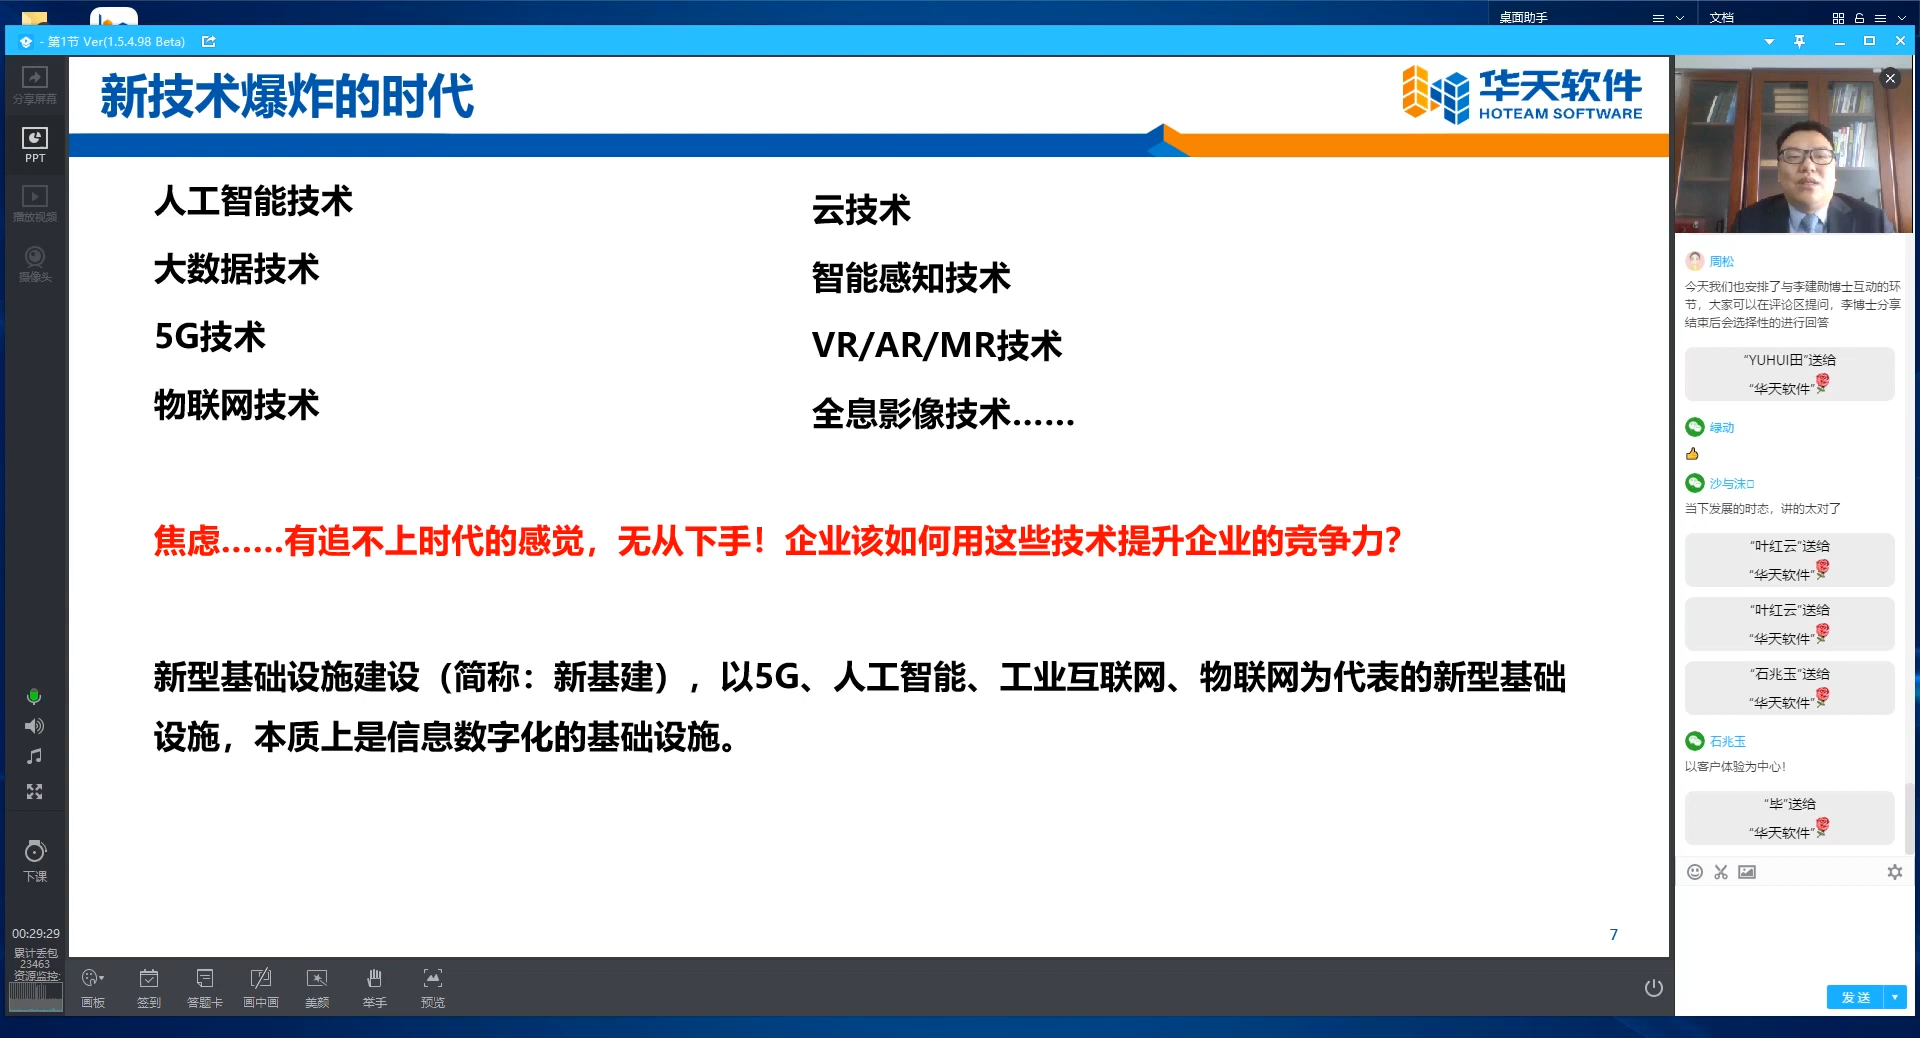 桌面助手
文档
- 第1节 Ver(1.5.4.98 Beta)
分享屏幕
PPT
播放视频
摄像头
下课
00:29:29
累计丢包
23463
资源监控:
新技术爆炸的时代
华天软件
HOTEAM SOFTWARE
人工智能技术
大数据技术
5G技术
物联网技术
云技术
智能感知技术
VR/AR/MR技术
全息影像技术……
焦虑……有追不上时代的感觉，无从下手！企业该如何用这些技术提升企业的竞争力？
新型基础设施建设（简称：新基建），以5G、人工智能、工业互联网、物联网为代表的新型基础
设施，本质上是信息数字化的基础设施。
7
画板
签到
答题卡
画中画
美颜
举手
预览
周松
今天我们也安排了与李建勋博士互动的环
节，大家可以在评论区提问，李博士分享
结束后会选择性的进行回答
“YUHUI田”送给
“华天软件”
绿动
沙与沫
当下发展的时态，讲的太对了
“叶红云”送给
“华天软件”
“叶红云”送给
“华天软件”
“石兆玉”送给
“华天软件”
石兆玉
以客户体验为中心！
“毕”送给
“华天软件”
发送